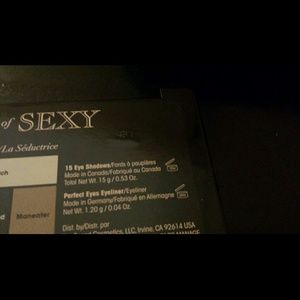 of SEXY
/La Séductrice
15 Eye Shadows/Fards à paupières
Made in Canada/Fabriqué au Canada
Total Net Wt. 15 g / 0.53 Oz.
Perfect Eyes Eyeliner/Eyeliner
Made in Germany/Fabriqué en Allemagne
Net Wt. 1.20 g / 0.04 Oz.
Maneater
Dist. by/Distr. par
Cosmetics, LLC, Irvine, CA 92614 USA